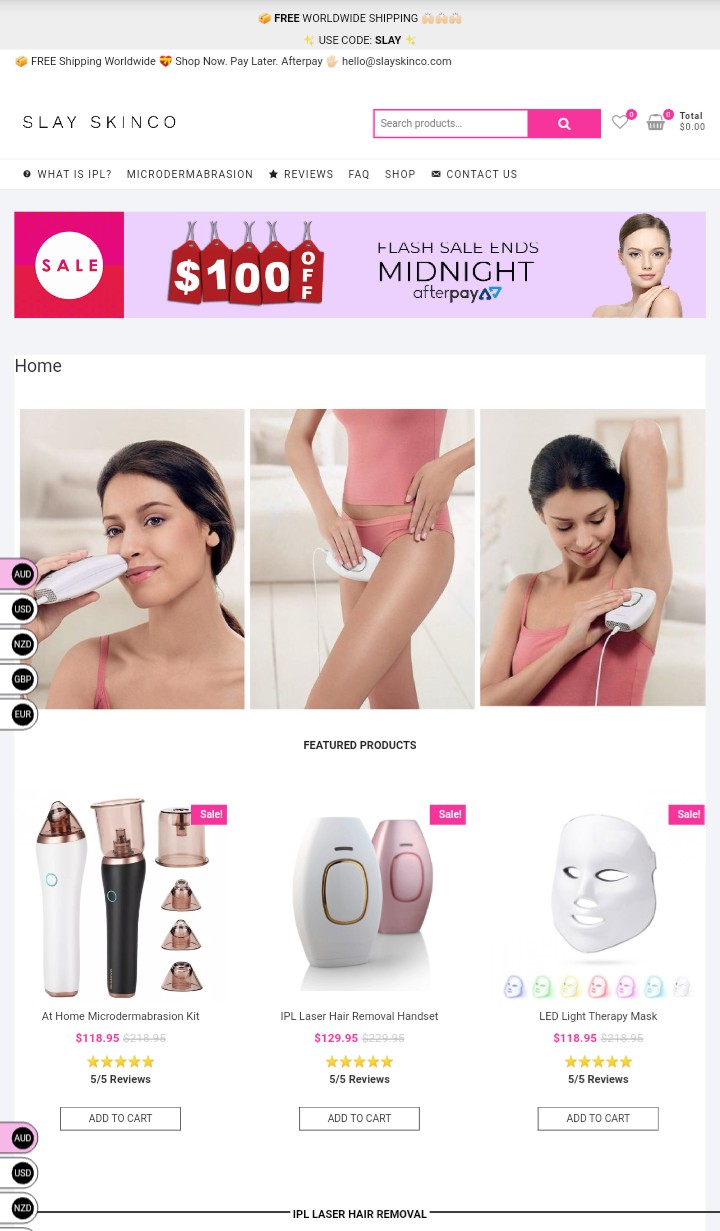 📦 FREE WORLDWIDE SHIPPING 🙌🏻🙌🏻🙌🏻
✨ USE CODE: SLAY ✨
📦 FREE Shipping Worldwide 💝 Shop Now. Pay Later. Afterpay 🖐🏻 hello@slayskinco.com
SLAY SKINCO
Search products...
0
0
Total
$0.00
WHAT IS IPL? MICRODERMABRASION ★ REVIEWS FAQ SHOP ✉ CONTACT US
SALE
$100 OFF
FLASH SALE ENDS
MIDNIGHT
afterpay
Home
AUD
USD
NZD
GBP
EUR
FEATURED PRODUCTS
Sale! Sale! Sale!
At Home Microdermabrasion Kit IPL Laser Hair Removal Handset LED Light Therapy Mask
$118.95 $218.95 $129.95 $229.95 $118.95 $218.95
⭐⭐⭐⭐⭐ ⭐⭐⭐⭐⭐ ⭐⭐⭐⭐⭐
5/5 Reviews 5/5 Reviews 5/5 Reviews
ADD TO CART ADD TO CART ADD TO CART
AUD
USD
NZD
IPL LASER HAIR REMOVAL